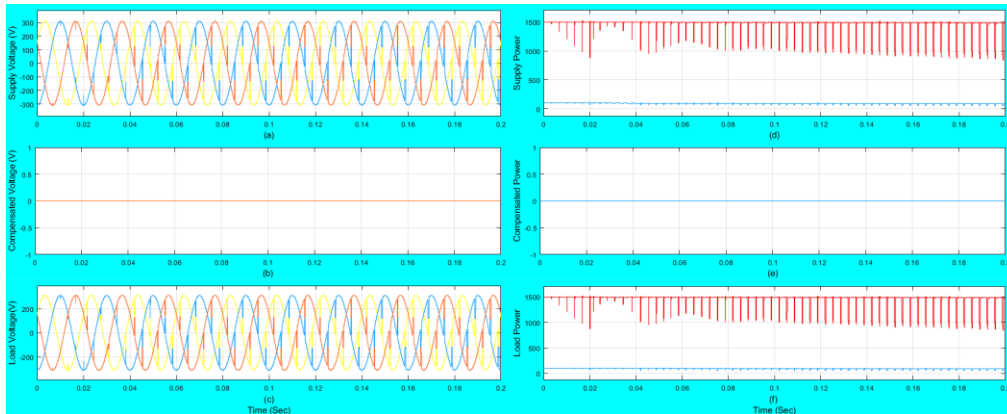 Supply Voltage (V)
300
200
100
0
-100
-200
-300
0 0.02 0.04 0.06 0.08 0.1 0.12 0.14 0.16 0.18 0.2
(a)
Compensated Voltage (V)
1
0.5
0
-0.5
-1
0 0.02 0.04 0.06 0.08 0.1 0.12 0.14 0.16 0.18 0.2
(b)
Load Voltage(V)
200
0
-200
0 0.02 0.04 0.06 0.08 0.1 0.12 0.14 0.16 0.18 0.2
(c)
Time (Sec)
Supply Power
1500
1000
500
0
0 0.02 0.04 0.06 0.08 0.1 0.12 0.14 0.16 0.18 0.2
(d)
Compensated Power
1
0.5
0
-0.5
-1
0 0.02 0.04 0.06 0.08 0.1 0.12 0.14 0.16 0.18 0.2
(e)
Load Power
1500
1000
500
0
0 0.02 0.04 0.06 0.08 0.1 0.12 0.14 0.16 0.18 0.2
(f)
Time (Sec)